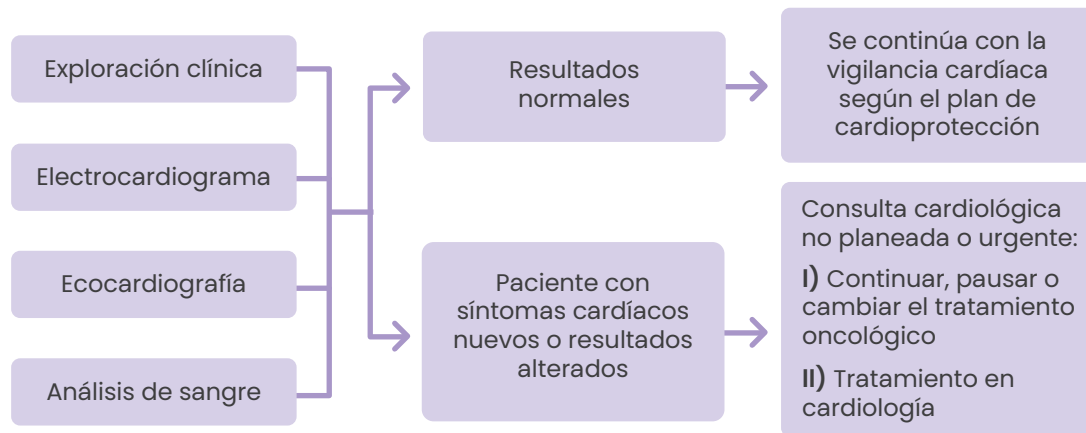 Exploración clínica
Electrocardiograma
Ecocardiografía
Análisis de sangre
Resultados
normales
Paciente con
síntomas cardíacos
nuevos o resultados
alterados
Se continúa con la
vigilancia cardíaca
según el plan de
cardioprotección
Consulta cardiológica
no planeada o urgente:
I) Continuar, pausar o
cambiar el tratamiento
oncológico
II) Tratamiento en
cardiología